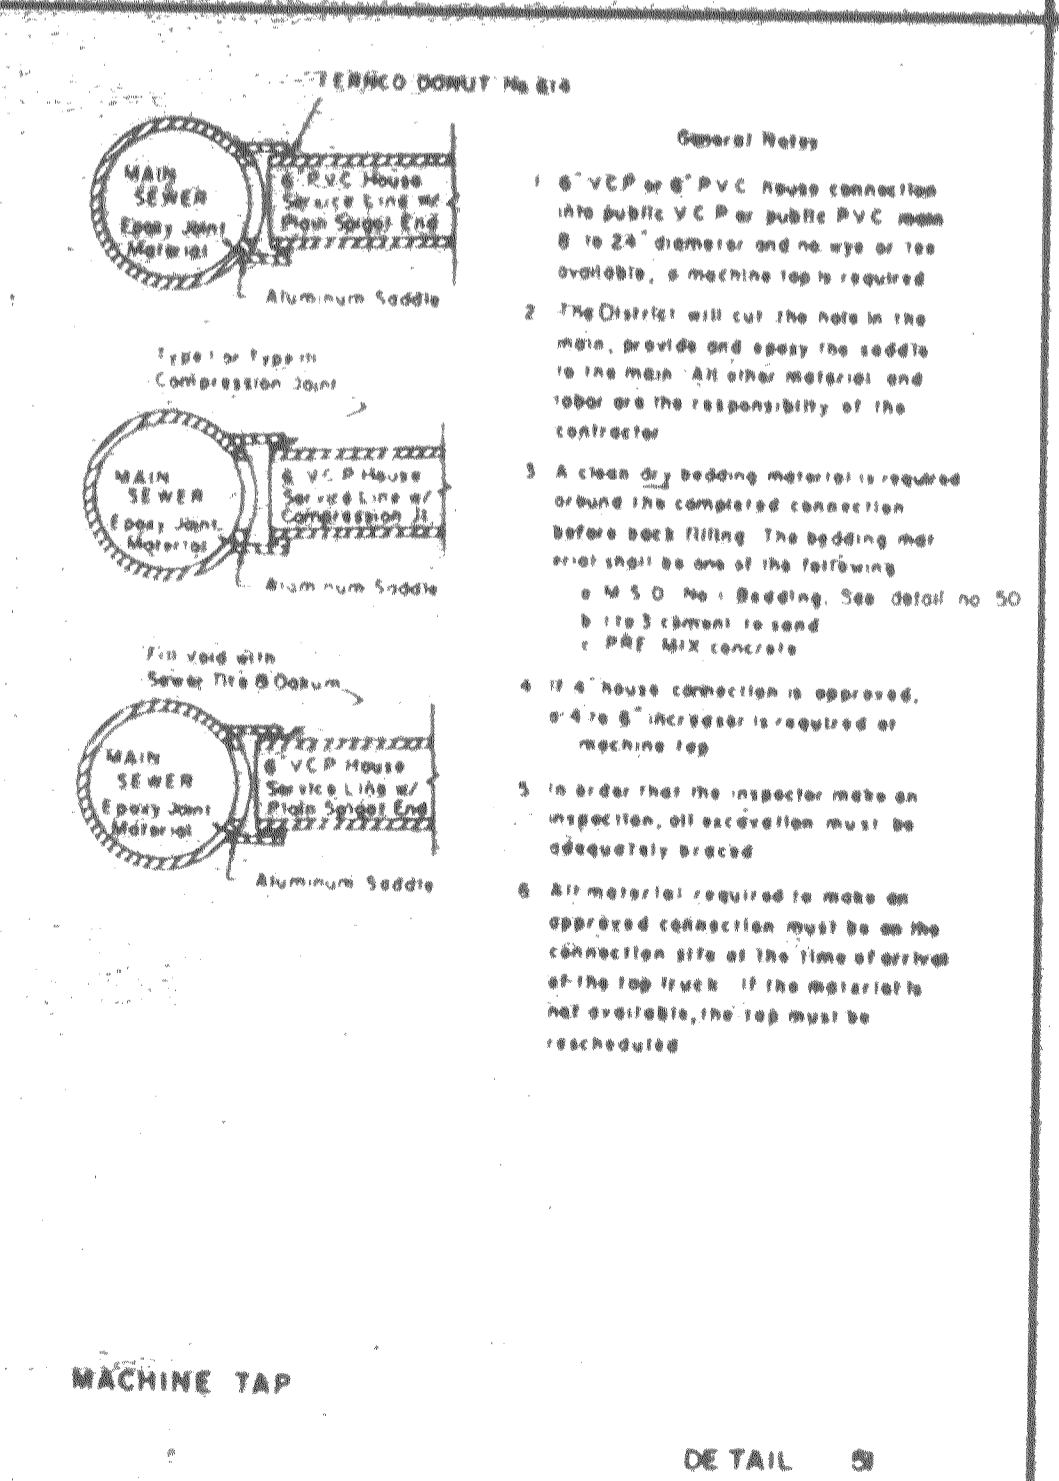 FERNCO DONUT No 614
MAIN
SEWER
Epoxy Joint
Material
6" PVC House
Service Line w/
Plain Spigot End
Aluminum Saddle
Type I or Type III
Compression Joint
MAIN
SEWER
Epoxy Joint
Material
6" VCP House
Service Line w/
Compression Jt.
Aluminum Saddle
Fill void with
Sewer Tite & Oakum
MAIN
SEWER
Epoxy Joint
Material
6" VCP House
Service Line w/
Plain Spigot End
Aluminum Saddle
General Notes
1 6" VCP or 6" PVC house connection
into public VCP or public PVC main
8 to 24" diameter and no wye or tee
available, a machine tap is required
2 The District will cut the hole in the
main, provide and epoxy the saddle
to the main All other material and
labor are the responsibility of the
contractor
3 A clean dry bedding material is required
around the completed connection
before back filling The bedding mat
erial shall be one of the following
a M S D No 1 Bedding. See detail no 50
b 1 to 3 cement to sand
c PRE MIX concrete
4 If 4" house connection is approved,
a 4 to 6" increaser is required at
machine tap
5 In order that the inspector make an
inspection, all excavation must be
adequately braced
6 All material required to make an
approved connection must be on the
connection site at the time of arrival
of the tap truck If the material is
not available, the tap must be
rescheduled
MACHINE TAP
DETAIL